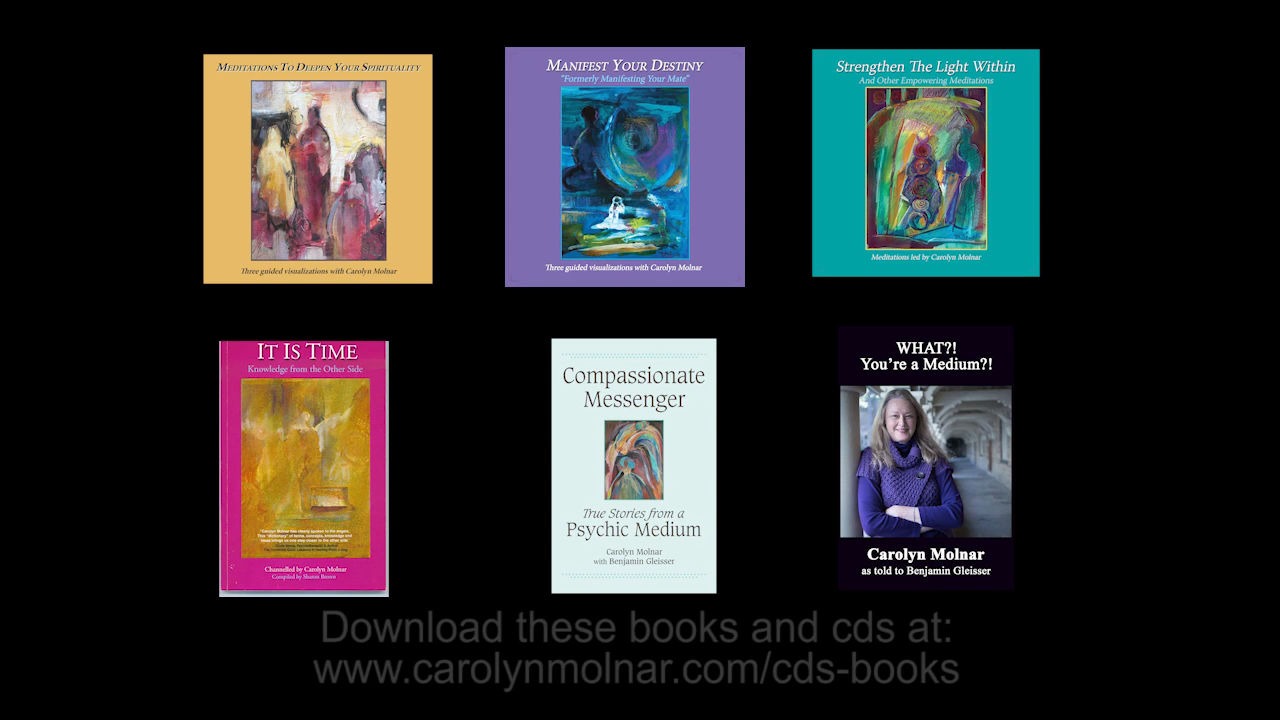 MEDITATIONS TO DEEPEN YOUR SPIRITUALITY
Three guided visualizations with Carolyn Molnar
MANIFEST YOUR DESTINY
"Formerly Manifesting Your Mate"
Three guided visualizations with Carolyn Molnar
Strengthen The Light Within
And Other Empowering Meditations
Meditations led by Carolyn Molnar
IT IS TIME
Knowledge from the Other Side
Channelled by Carolyn Molnar
Compiled by Sharon Brown
Compassionate
Messenger
True Stories from a
Psychic Medium
Carolyn Molnar
with Benjamin Gleisser
WHAT?!
You're a Medium?!
Carolyn Molnar
as told to Benjamin Gleisser
Download these books and cds at:
www.carolynmolnar.com/cds-books